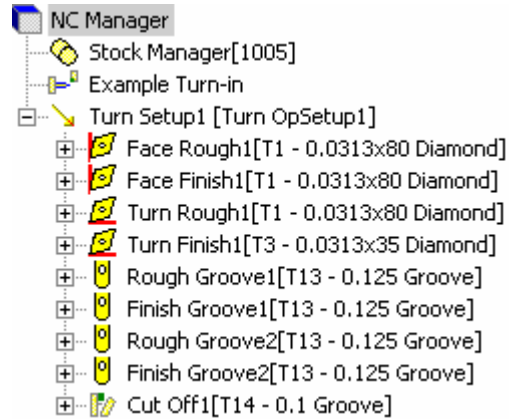 NC Manager
Stock Manager[1005]
Example Turn-in
Turn Setup1 [Turn OpSetup1]
Face Rough1[T1 - 0.0313x80 Diamond]
Face Finish1[T1 - 0.0313x80 Diamond]
Turn Rough1[T1 - 0.0313x80 Diamond]
Turn Finish1[T3 - 0.0313x35 Diamond]
Rough Groove1[T13 - 0.125 Groove]
Finish Groove1[T13 - 0.125 Groove]
Rough Groove2[T13 - 0.125 Groove]
Finish Groove2[T13 - 0.125 Groove]
Cut Off1[T14 - 0.1 Groove]